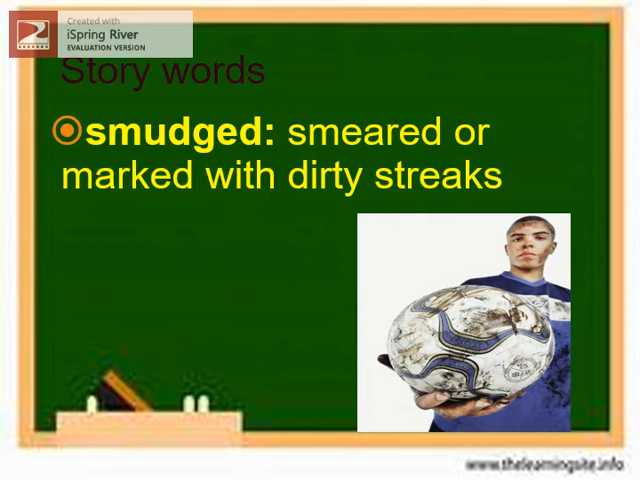 Created with
iSpring River
EVALUATION VERSION
Story words
smudged: smeared or
marked with dirty streaks
www.thelearningsite.info